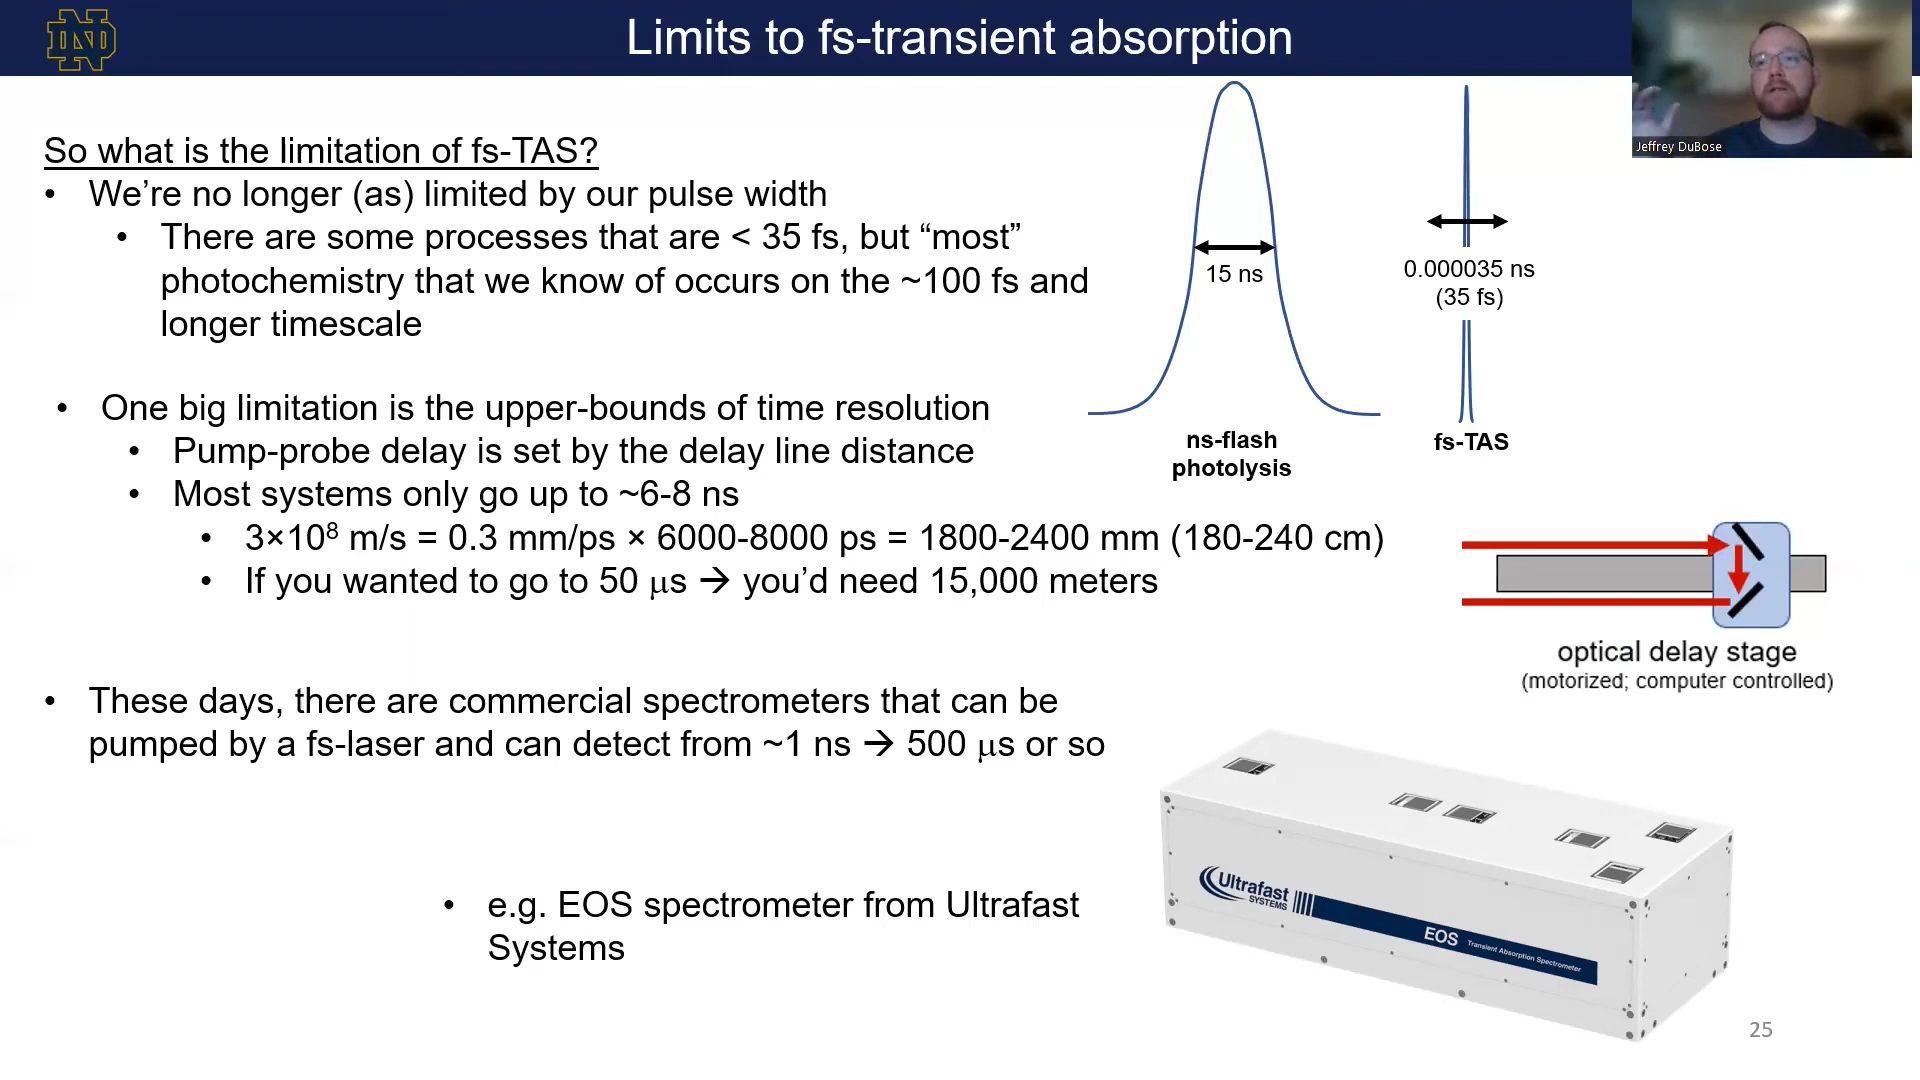 Limits to fs-transient absorption
Jeffrey DuBose
So what is the limitation of fs-TAS?
• We’re no longer (as) limited by our pulse width
• There are some processes that are < 35 fs, but “most”
photochemistry that we know of occurs on the ~100 fs and
longer timescale
• One big limitation is the upper-bounds of time resolution
• Pump-probe delay is set by the delay line distance
• Most systems only go up to ~6-8 ns
• 3×10⁸ m/s = 0.3 mm/ps × 6000-8000 ps = 1800-2400 mm (180-240 cm)
• If you wanted to go to 50 μs → you’d need 15,000 meters
• These days, there are commercial spectrometers that can be
pumped by a fs-laser and can detect from ~1 ns → 500 μs or so
• e.g. EOS spectrometer from Ultrafast
Systems
15 ns
ns-flash
photolysis
0.000035 ns
(35 fs)
fs-TAS
optical delay stage
(motorized; computer controlled)
Ultrafast
SYSTEMS
EOS Transient Absorption Spectrometer
25